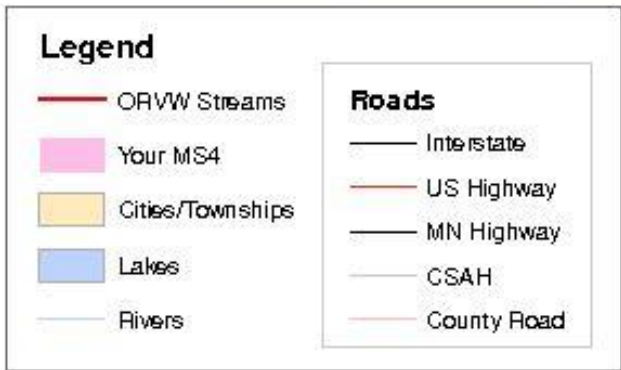 Legend
ORVW Streams
Your MS4
Cities/Townships
Lakes
Rivers
Roads
Interstate
US Highway
MN Highway
CSAH
County Road